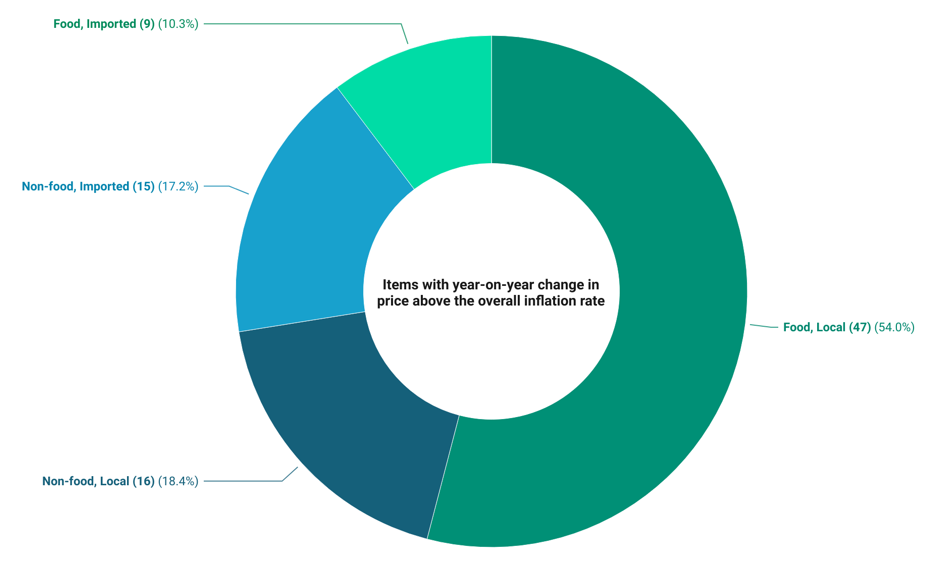 Food, Imported (9) (10.3%)
Non-food, Imported (15) (17.2%)
Items with year-on-year change in
price above the overall inflation rate
Food, Local (47) (54.0%)
Non-food, Local (16) (18.4%)